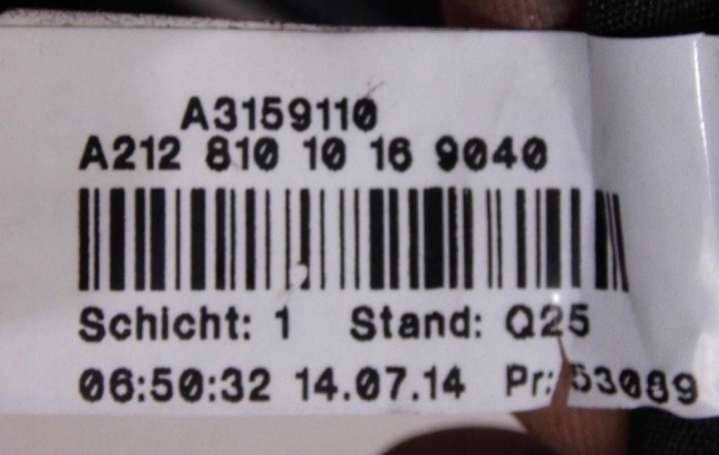 A3159110
A212 810 10 16 9040
Schicht: 1 Stand: Q25
06:50:32 14.07.14 Pr: 53089